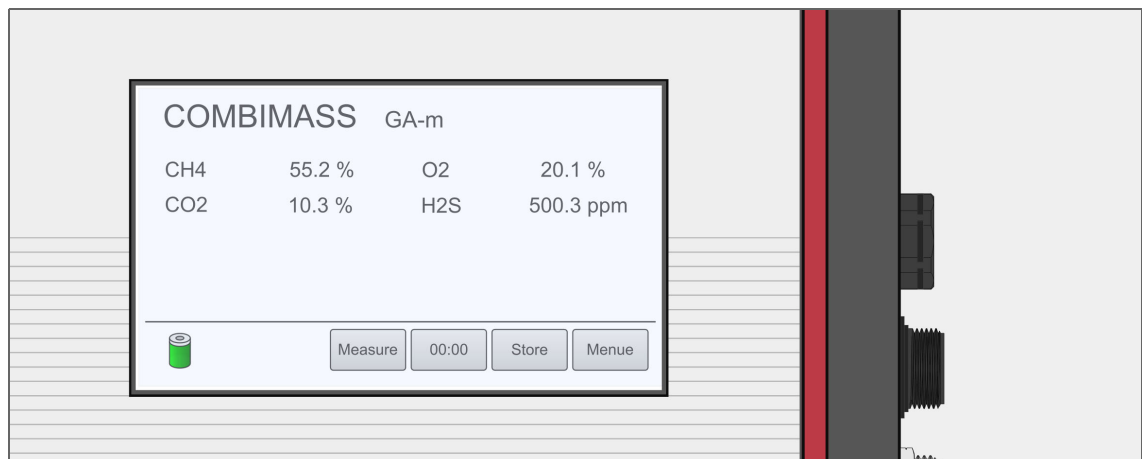 COMBIMASS GA-m
CH4 55.2 % O2 20.1 %
CO2 10.3 % H2S 500.3 ppm
Measure 00:00 Store Menue